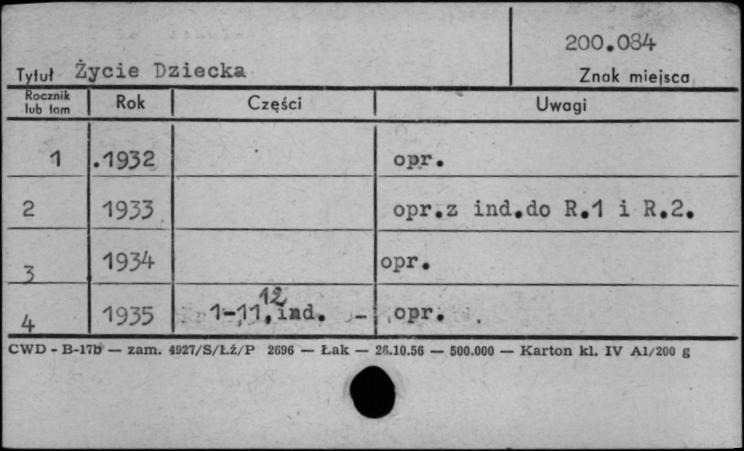 200.084
Tytuł Życie Dziecka Znak miejsca
Rocznik lub tom Rok Części Uwagi
1 .1932 opr.
2 1933 opr.z ind.do R.1 i R.2.
3 1934 opr.
12
4 1935 1-11,ind. - opr.
CWD - B-17b — zam. 4927/S/Łż/P 2696 — Łak — 26.10.56 — 500.000 — Karton kl. IV A1/200 g